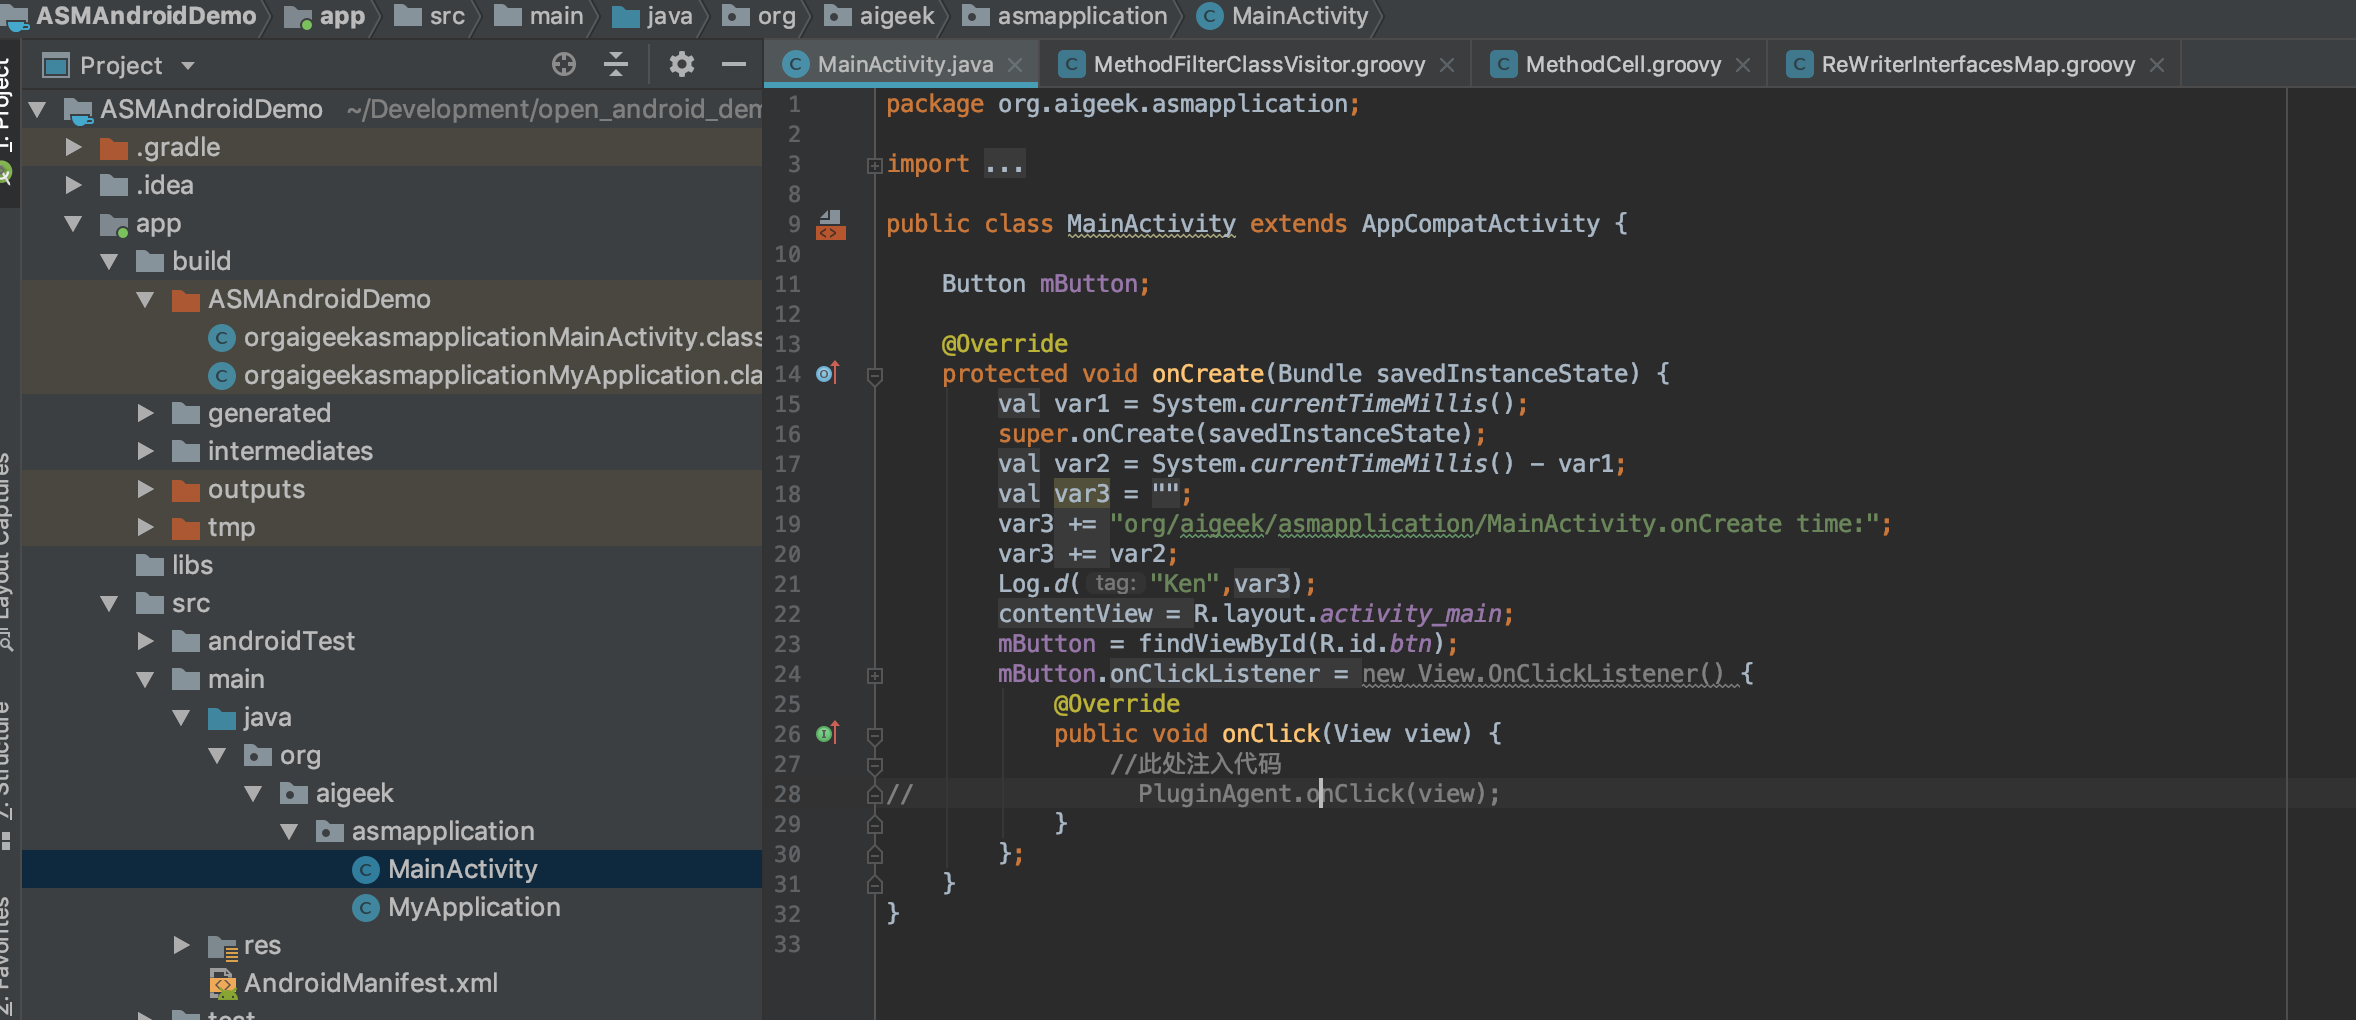 ASMAndroidDemo app src main java org aigeek asmapplication MainActivity
1: Project
Layout Captures
7: Structure
2: Favorites
Project
ASMAndroidDemo ~/Development/open_android_dem
.gradle
.idea
app
build
ASMAndroidDemo
orgaigeekasmapplicationMainActivity.class
orgaigeekasmapplicationMyApplication.cla
generated
intermediates
outputs
tmp
libs
src
androidTest
main
java
org
aigeek
asmapplication
MainActivity
MyApplication
res
AndroidManifest.xml
test
MainActivity.java MethodFilterClassVisitor.groovy MethodCell.groovy ReWriterInterfacesMap.groovy
1 package org.aigeek.asmapplication;
2
3 import ...
8
9 public class MainActivity extends AppCompatActivity {
10
11 Button mButton;
12
13 @Override
14 protected void onCreate(Bundle savedInstanceState) {
15 val var1 = System.currentTimeMillis();
16 super.onCreate(savedInstanceState);
17 val var2 = System.currentTimeMillis() - var1;
18 val var3 = "";
19 var3 += "org/aigeek/asmapplication/MainActivity.onCreate time:";
20 var3 += var2;
21 Log.d( tag: "Ken",var3);
22 contentView = R.layout.activity_main;
23 mButton = findViewById(R.id.btn);
24 mButton.onClickListener = new View.OnClickListener() {
25 @Override
26 public void onClick(View view) {
27 //此处注入代码
28 // PluginAgent.onClick(view);
29 }
30 };
31 }
32 }
33